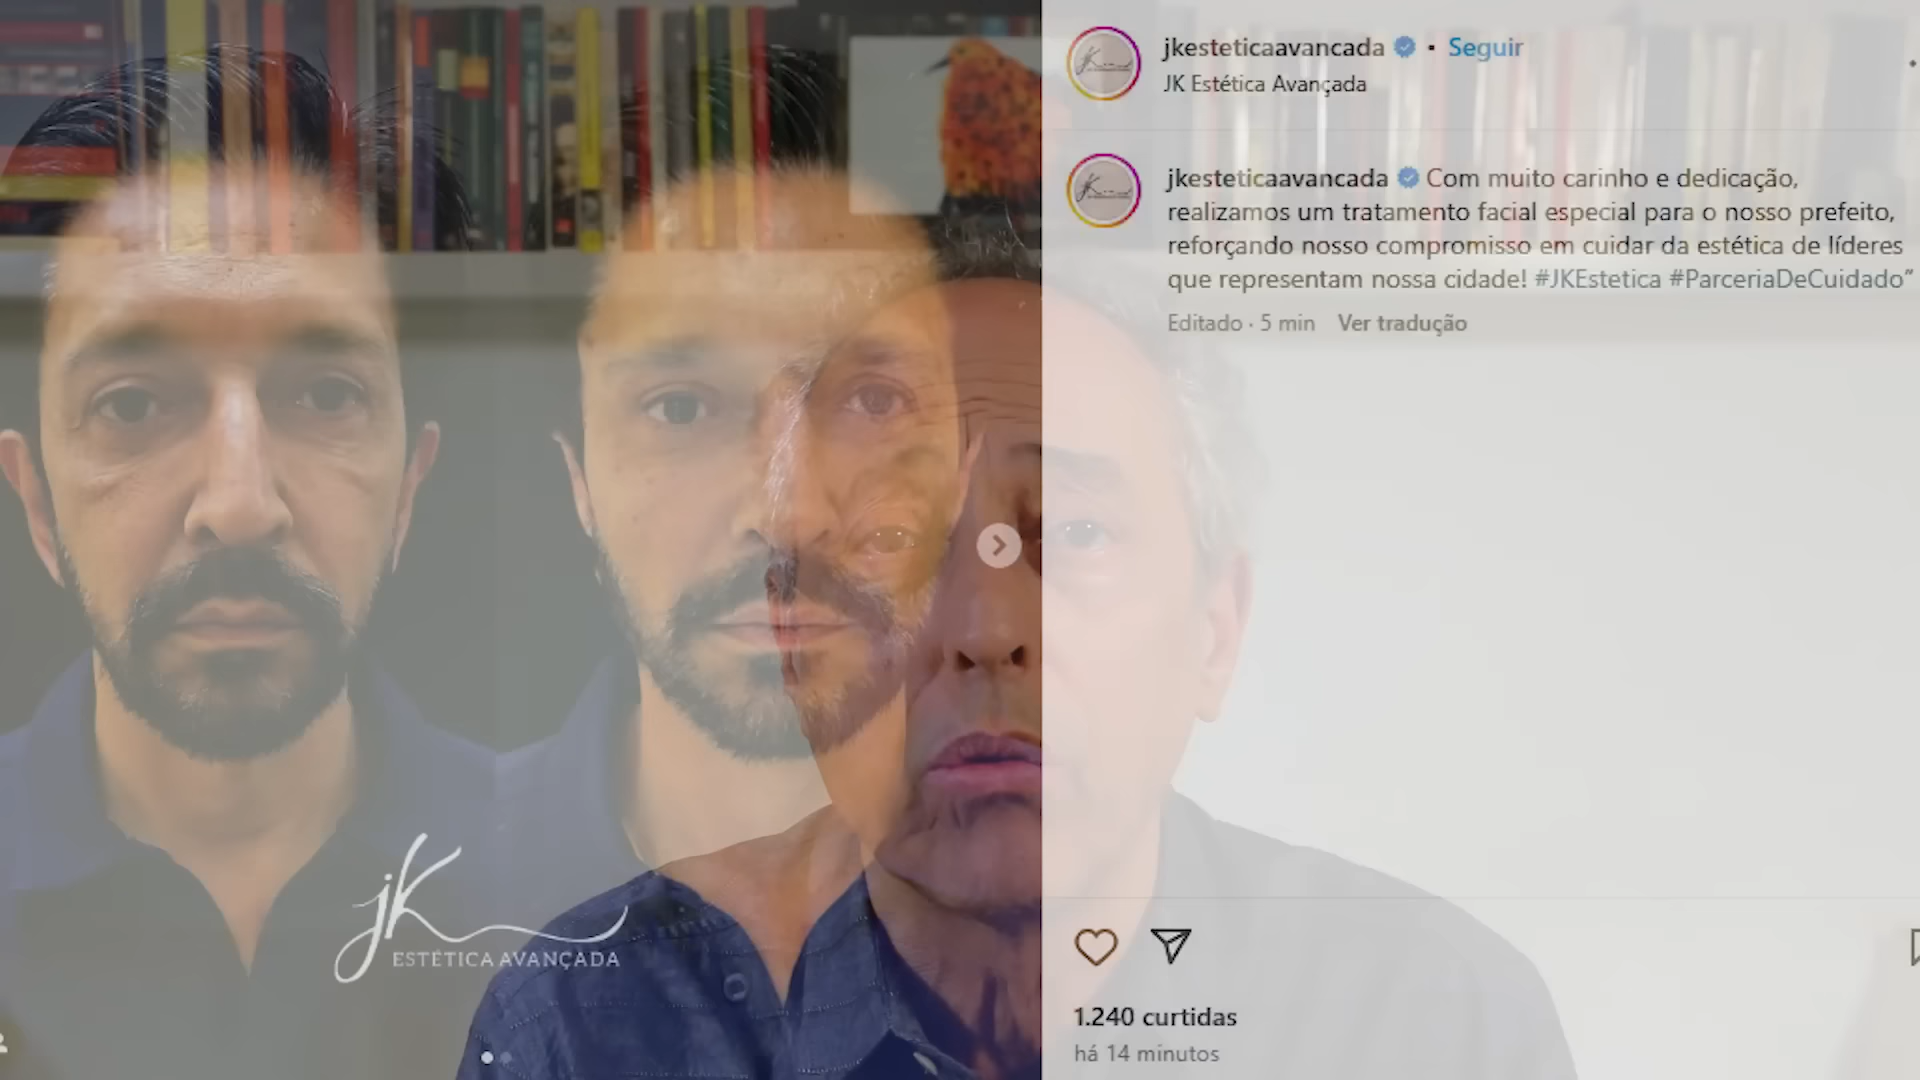 jkesteticaavancada • Seguir
JK Estética Avançada
jkesteticaavancada Com muito carinho e dedicação,
realizamos um tratamento facial especial para o nosso prefeito,
reforçando nosso compromisso em cuidar da estética de líderes
que representam nossa cidade! #JKEstetica #ParceriaDeCuidado”
Editado · 5 min Ver tradução
jK
ESTÉTICA AVANÇADA
1.240 curtidas
há 14 minutos